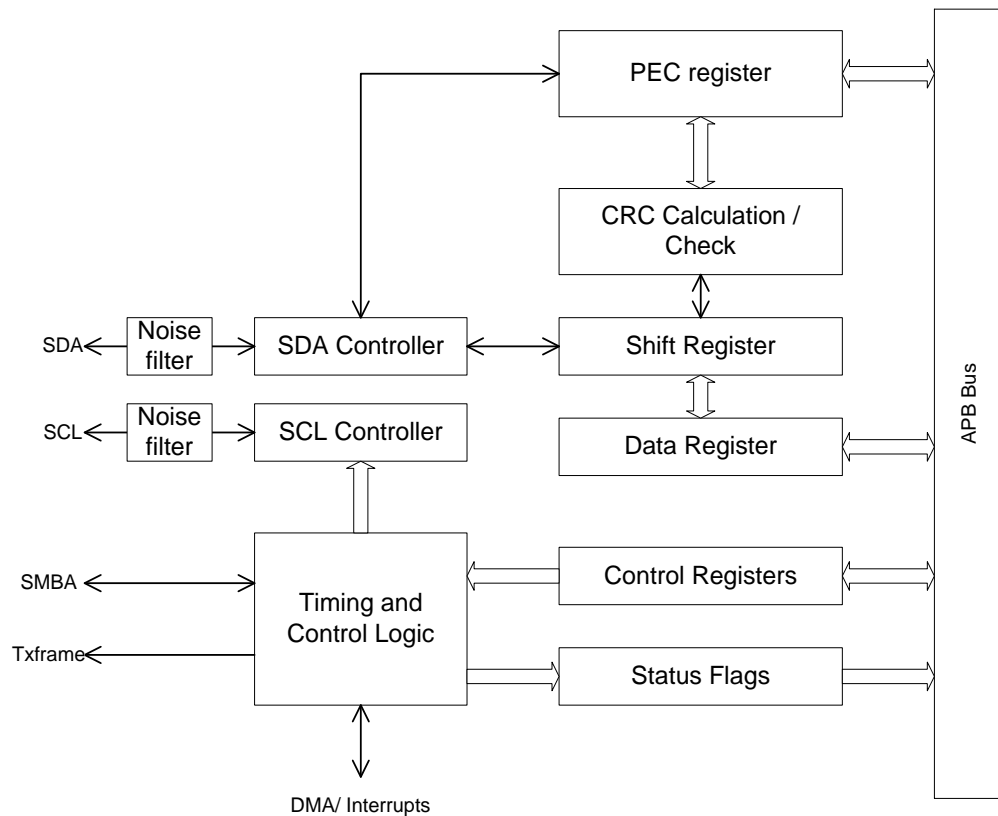 PEC register
CRC Calculation /
Check
SDA
Noise
filter
SDA Controller
Shift Register
SCL
Noise
filter
SCL Controller
Data Register
APB Bus
SMBA
Txframe
Timing and
Control Logic
Control Registers
Status Flags
DMA/ Interrupts